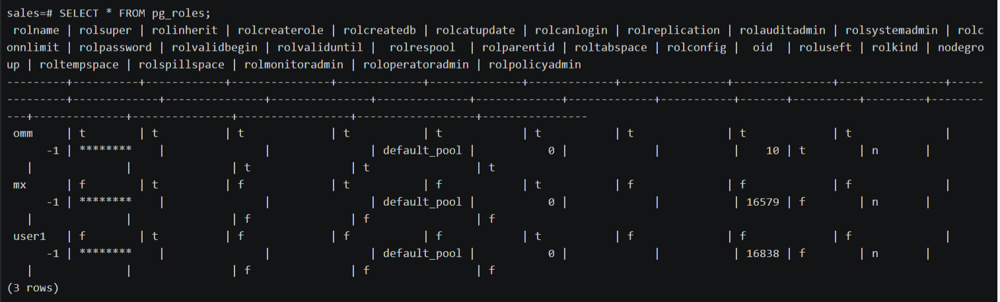 sales=# SELECT * FROM pg_roles;
 rolname | rolsuper | rolinherit | rolcreaterole | rolcreatedb | rolcatupdate | rolcanlogin | rolreplication | rolauditadmin | rolsystemadmin | rolc
onnlimit | rolpassword | rolvalidbegin | rolvaliduntil |  rolrespool  | rolparentid | roltabspace | rolconfig |  oid  | roluseft | rolkind | nodegro
up | roltempspace | rolspillspace | rolmonitoradmin | roloperatoradmin | rolpolicyadmin
---------+----------+------------+---------------+-------------+--------------+-------------+----------------+---------------+----------------+-----
---------+-------------+---------------+---------------+--------------+-------------+-------------+-----------+-------+----------+---------+--------
---+--------------+---------------+-----------------+------------------+----------------
 omm     | t        | t          | t             | t           | t            | t           | t              | t             | t              |
      -1 | ********    |               |               | default_pool |           0 |             |           |    10 | t        | n       |
   |              |               | t               | t                | t
 mx      | f        | t          | f             | t           | f            | t           | f              | f             | f              |
      -1 | ********    |               |               | default_pool |           0 |             |           | 16579 | f        | n       |
   |              |               | f               | f                | f
 user1   | f        | t          | f             | f           | f            | t           | f              | f             | f              |
      -1 | ********    |               |               | default_pool |           0 |             |           | 16838 | f        | n       |
   |              |               | f               | f                | f
(3 rows)